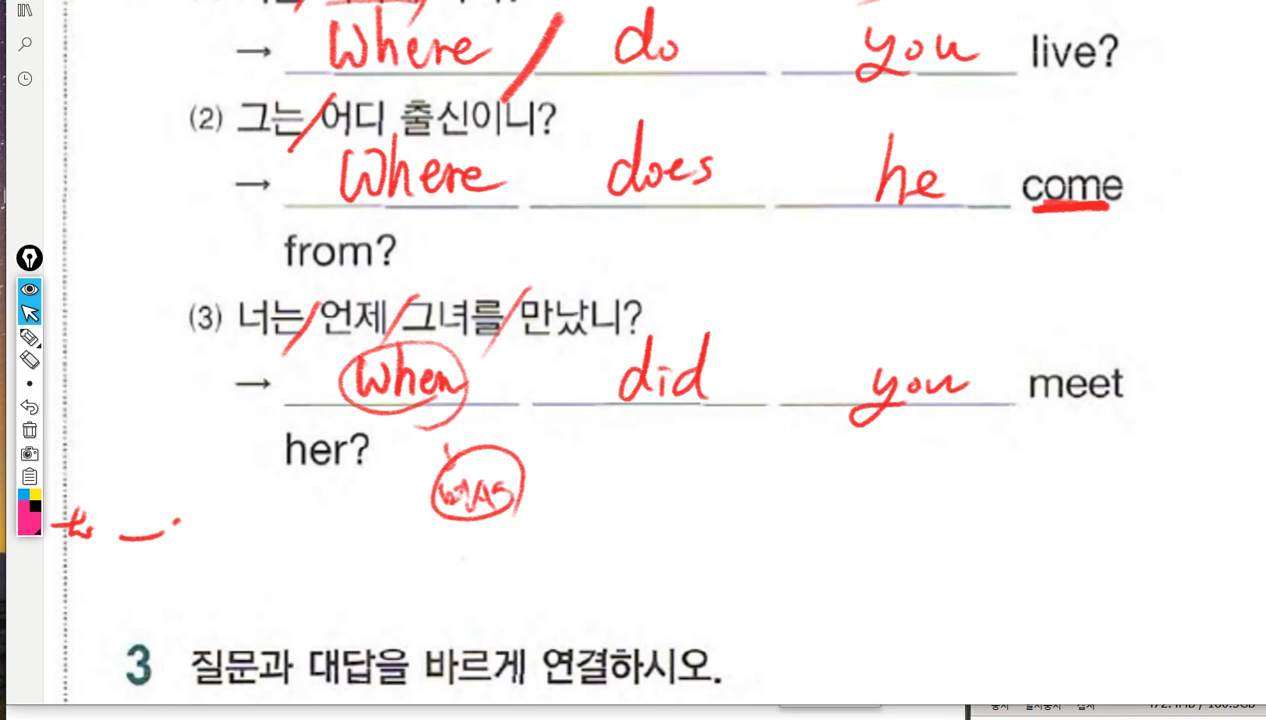 → Where / do you live?
(2) 그는/어디 출신이니?
→ Where does he come
from?
(3) 너는/언제/그녀를/만났니?
→ When did you meet
her?
3 질문과 대답을 바르게 연결하시오.